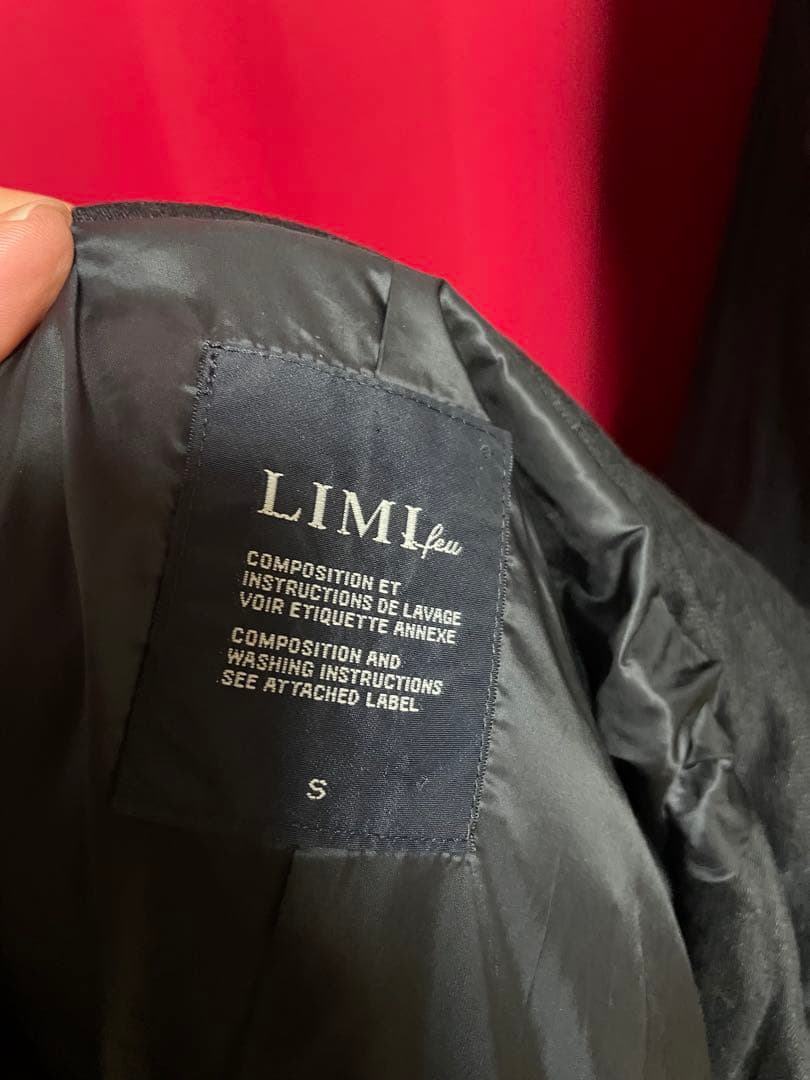 LIMI feu
COMPOSITION ET
INSTRUCTIONS DE LAVAGE
VOIR ETIQUETTE ANNEXE
COMPOSITION AND
WASHING INSTRUCTIONS
SEE ATTACHED LABEL
S